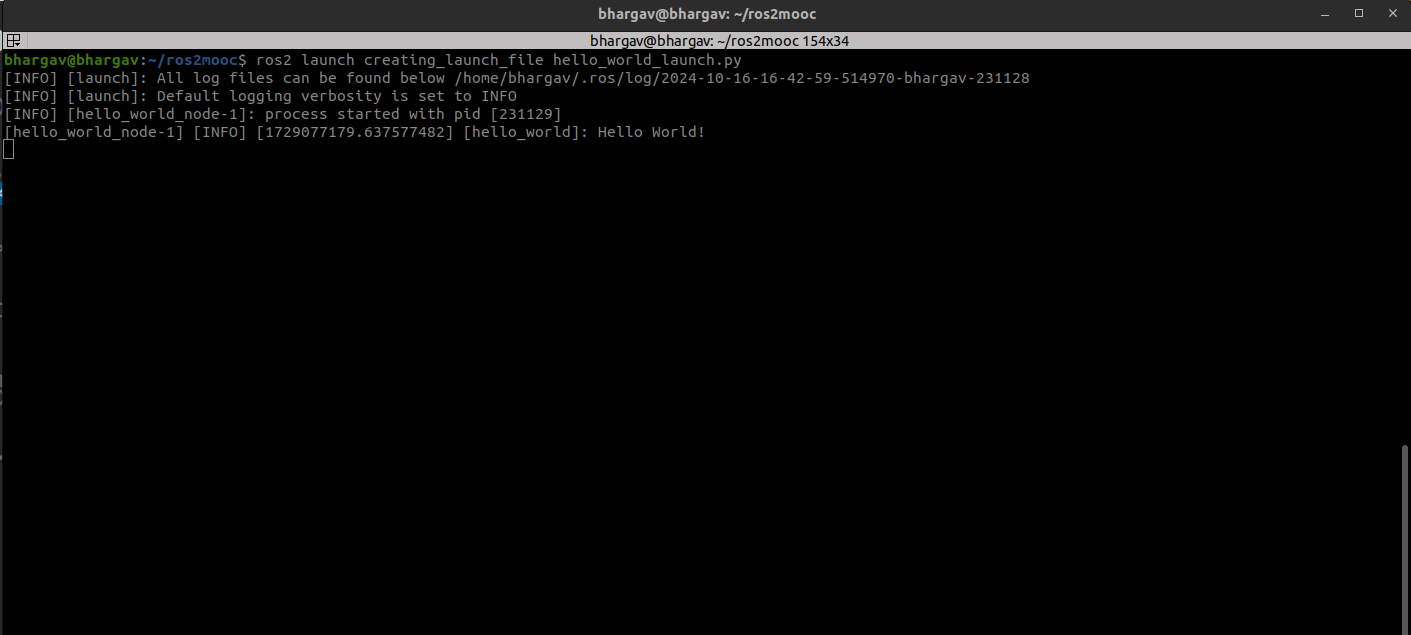 bhargav@bhargav: ~/ros2mooc
bhargav@bhargav: ~/ros2mooc 154x34
bhargav@bhargav:~/ros2mooc$ ros2 launch creating_launch_file hello_world_launch.py
[INFO] [launch]: All log files can be found below /home/bhargav/.ros/log/2024-10-16-16-42-59-514970-bhargav-231128
[INFO] [launch]: Default logging verbosity is set to INFO
[INFO] [hello_world_node-1]: process started with pid [231129]
[hello_world_node-1] [INFO] [1729077179.637577482] [hello_world]: Hello World!